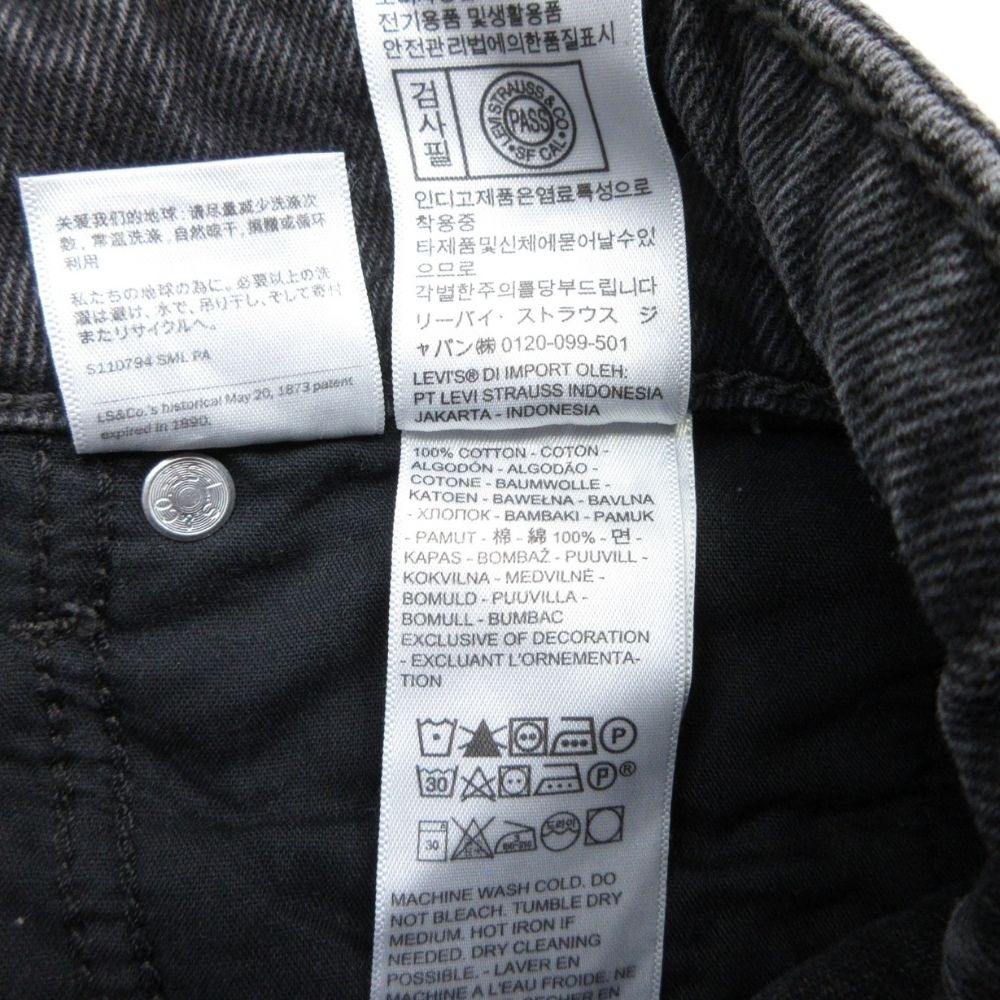 전기용품 및생활용품
안전관리법에의한품질표시
검사필
LEVI STRAUSS & CO
PASS
SF CAL
인디고제품은염료특성으로
착용중
타제품및신체에묻어날수있
으므로
각별한주의를당부드립니다
リーバイ・ストラウス ジ
ャパン㈱ 0120-099-501
LEVI'S® DI IMPORT OLEH:
PT LEVI STRAUSS INDONESIA
JAKARTA - INDONESIA
关爱我们的地球:请尽量减少洗涤次
数, 常温洗涤, 自然晾干, 捐赠或循环
利用
私たちの地球の為に。必要以上の洗
濯は避け、水で、吊り干し、そして寄付
またリサイクルへ。
S110794 SML PA
LS&Co.'s historical May 20, 1873 patent
expired in 1890.
100% COTTON - COTON -
ALGODÓN - ALGODÃO -
COTONE - BAUMWOLLE -
KATOEN - BAWEŁNA - BAVLNA
- ХЛОПОК - BAMBAKI - PAMUK
- PAMUT - 棉 - 綿 100% - 면 -
KAPAS - BOMBAŽ - PUUVILL -
KOKVILNA - MEDVILNĖ -
BOMULD - PUUVILLA -
BOMULL - BUMBAC
EXCLUSIVE OF DECORATION
- EXCLUANT L'ORNEMENTA-
TION
P
30 P ®
30 드라이
MACHINE WASH COLD. DO
NOT BLEACH. TUMBLE DRY
MEDIUM. HOT IRON IF
NEEDED. DRY CLEANING
POSSIBLE. - LAVER EN
MACHINE A L'EAU FROIDE. NE